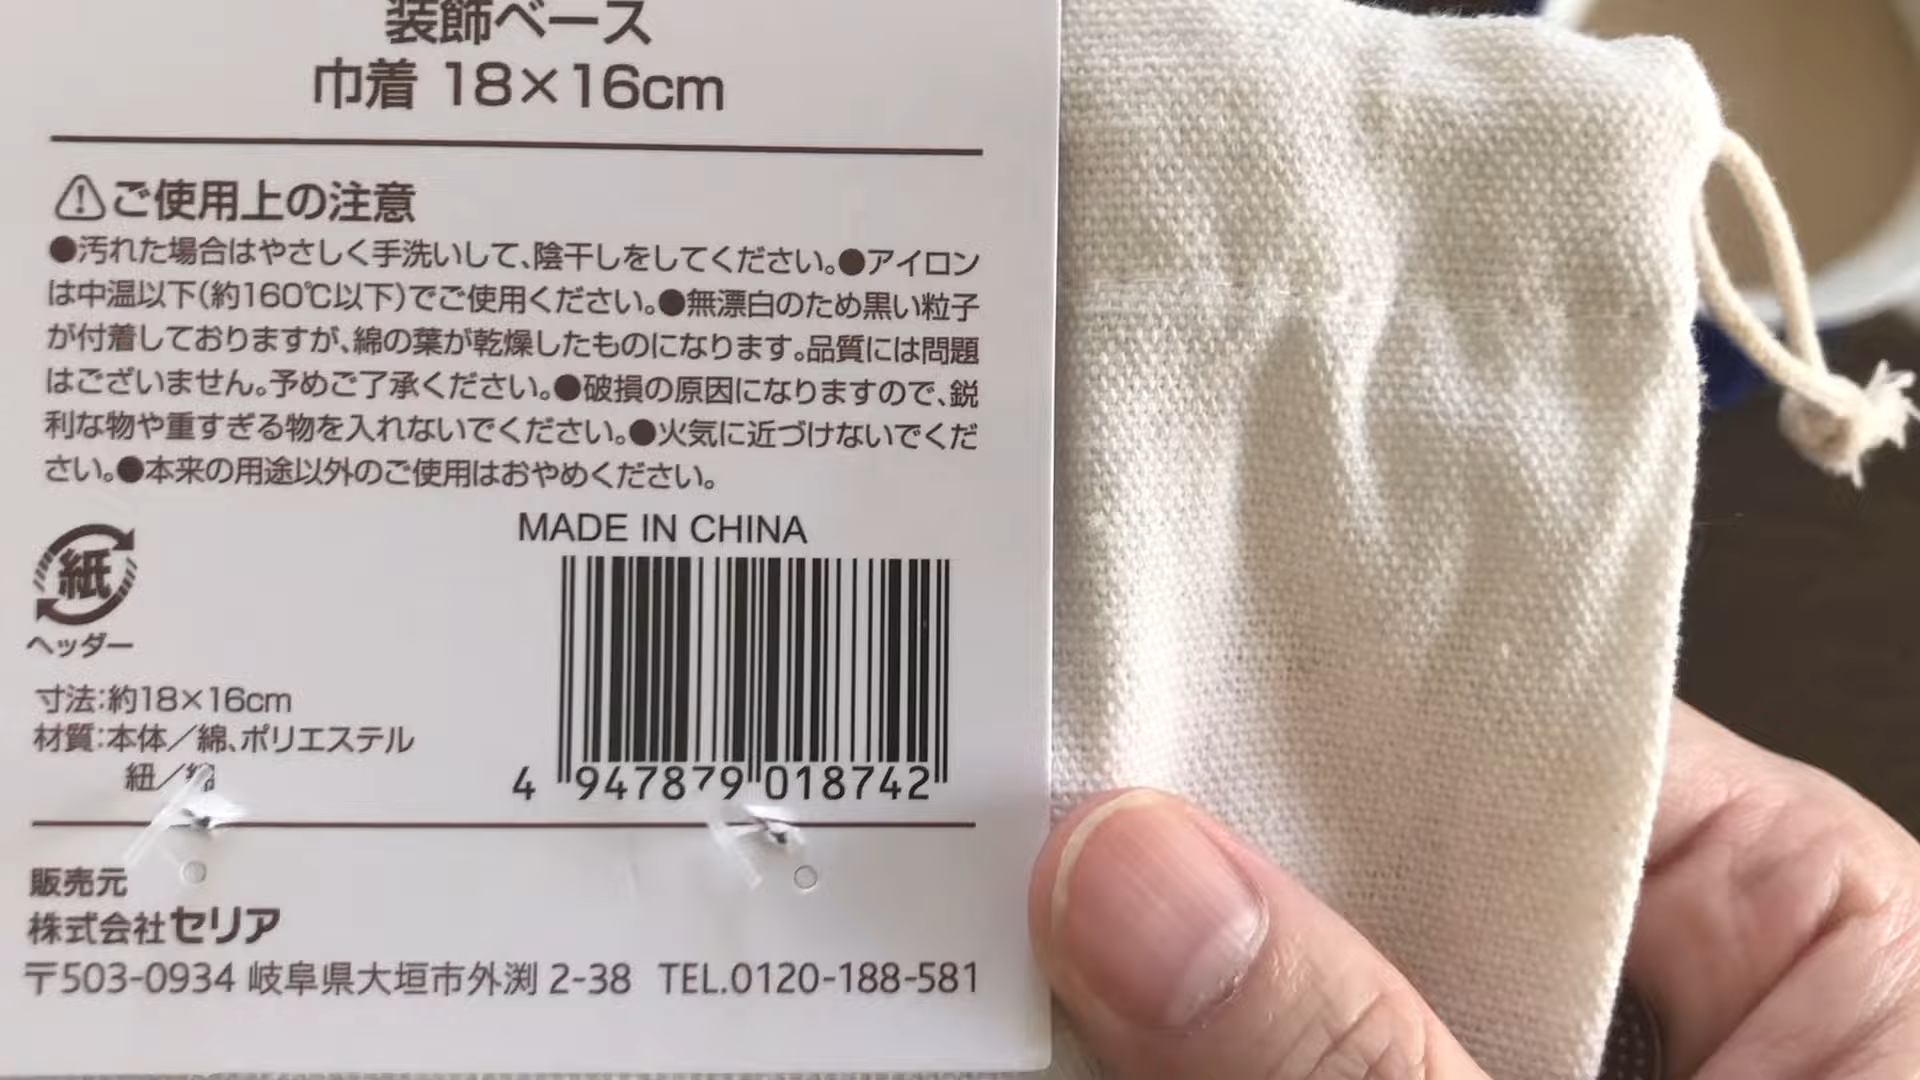 装飾ベース
巾着 18×16cm
⚠ご使用上の注意
●汚れた場合はやさしく手洗いして、陰干しをしてください。●アイロン
は中温以下(約160℃以下)でご使用ください。●無漂白のため黒い粒子
が付着しておりますが、綿の葉が乾燥したものになります。品質には問題
はございません。予めご了承ください。●破損の原因になりますので、鋭
利な物や重すぎる物を入れないでください。●火気に近づけないでくだ
さい。●本来の用途以外のご使用はおやめください。
MADE IN CHINA
紙
ヘッダー
寸法:約18×16cm
材質:本体/綿、ポリエステル
紐/綿
4 947879 018742
販売元
株式会社セリア
〒503-0934 岐阜県大垣市外渕 2-38 TEL.0120-188-581